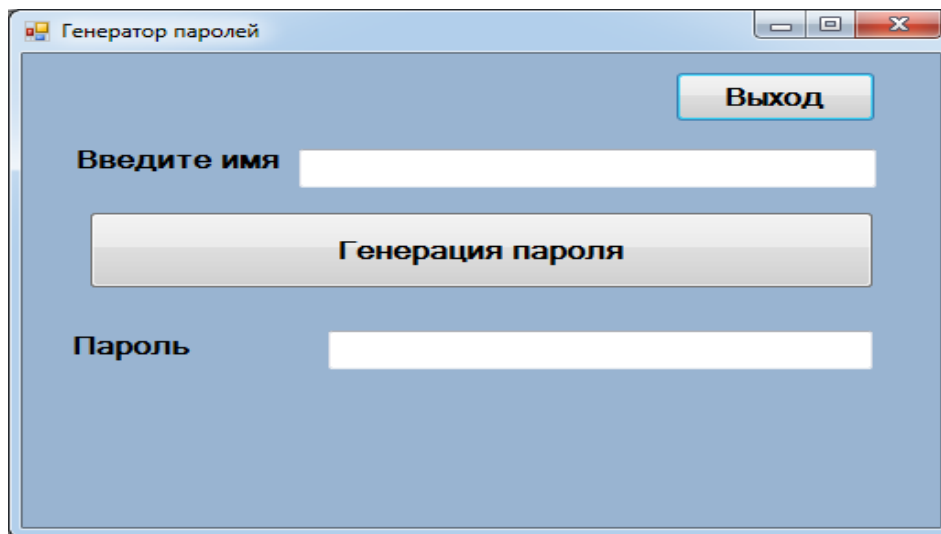 Генератор паролей
Выход
Введите имя
Генерация пароля
Пароль